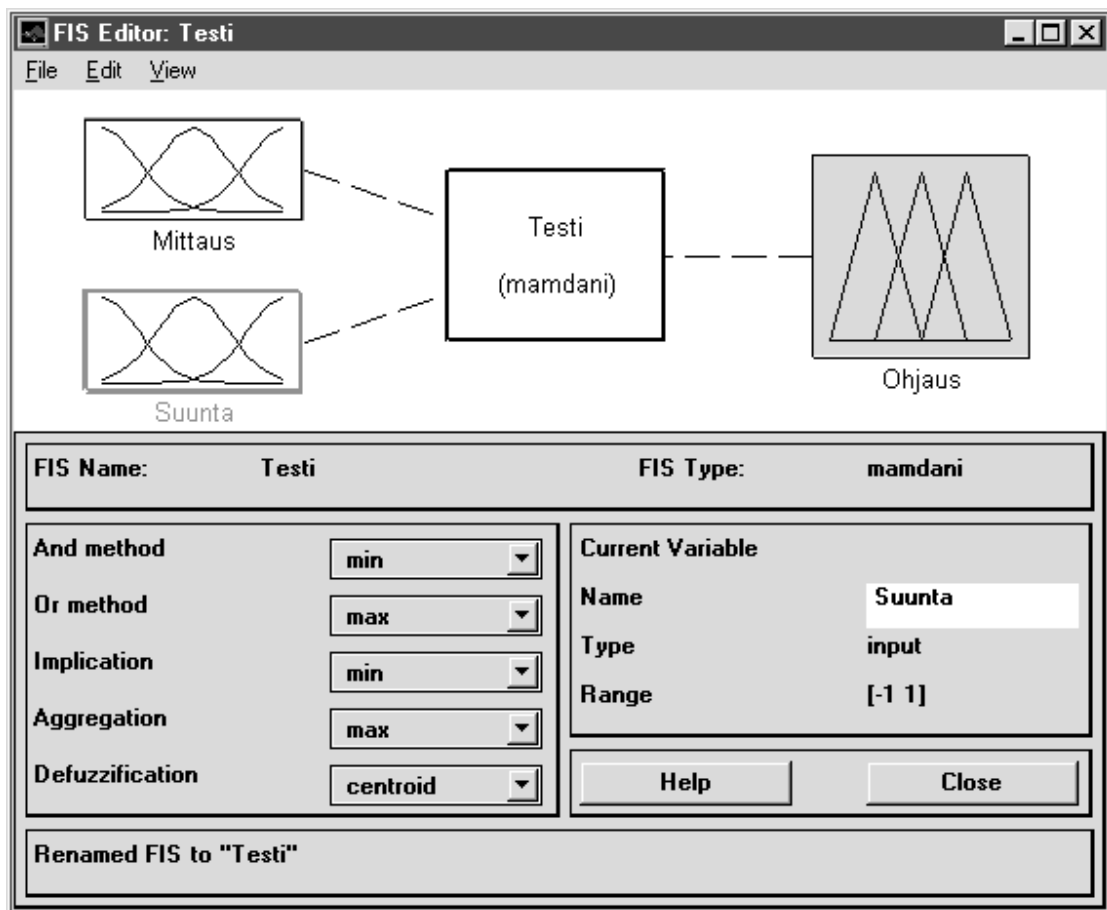 FIS Editor: Testi
File Edit View
Mittaus
Suunta
Testi
(mamdani)
Ohjaus
FIS Name: Testi FIS Type: mamdani
And method min
Or method max
Implication min
Aggregation max
Defuzzification centroid
Current Variable
Name Suunta
Type input
Range [-1 1]
Help Close
Renamed FIS to "Testi"